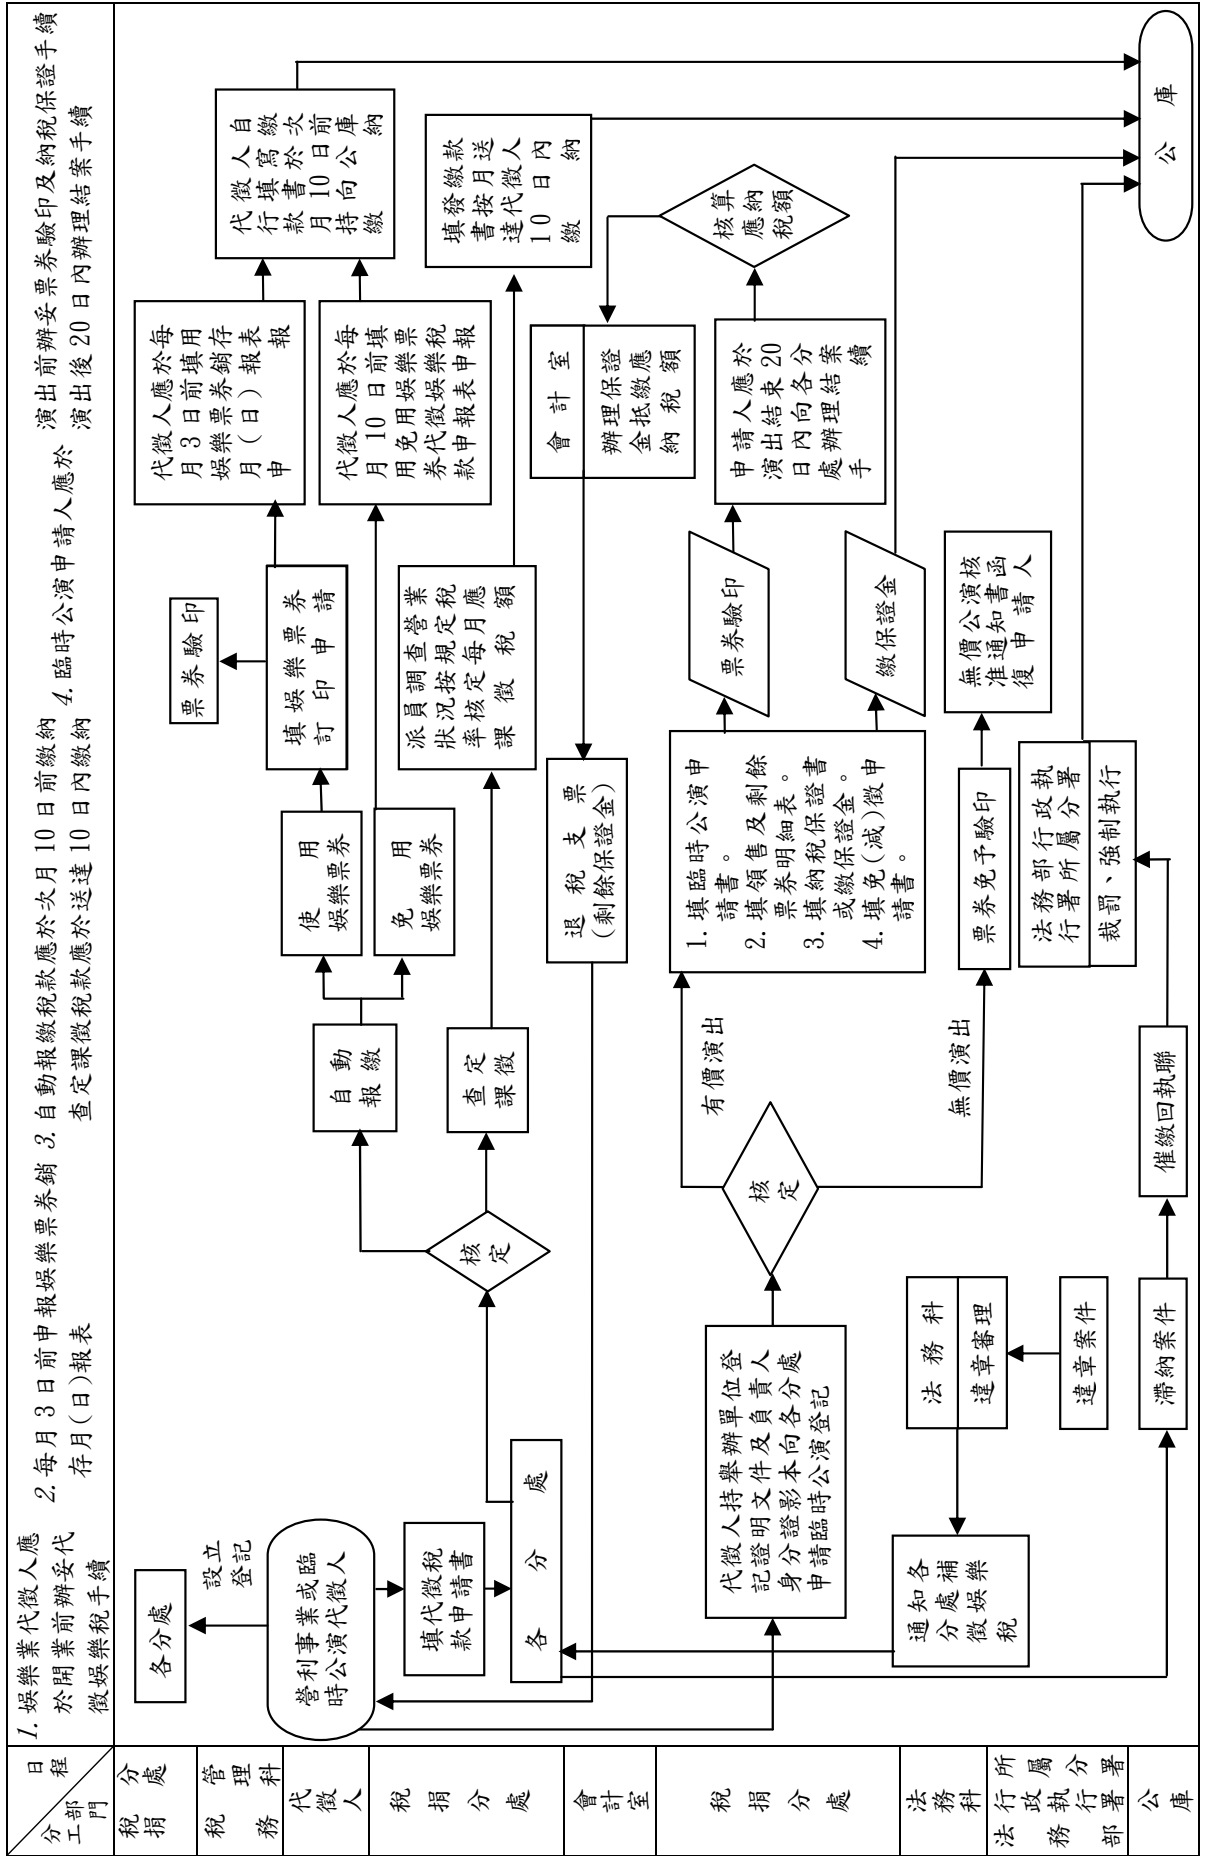 分工部門
日程
1. 娛樂業代徵人應
於開業前辦妥代
徵娛樂稅手續
2. 每月 3 日前申報娛樂票券銷
存月(日)報表
3. 自動報繳稅款應於次月 10 日前繳納
查定課徵稅款應於送達 10 日內繳納
4. 臨時公演申請人應於
演出前辦妥票券驗印及納稅保證手續
演出後 20 日內辦理結案手續
稅捐分處
稅務管理科
代徵人
稅捐分處
會計室
稅捐分處
法務科
法務部行政執行署所屬分署
公庫
各分處
設立
登記
營利事業或臨
時公演代徵人
填代徵稅
款申請書
各分處
核
定
自動
報繳
查定
課徵
使用
娛樂票券
免用
娛樂票券
填娛樂票券
訂印申請
票券驗印
派員調查營業
狀況按規定稅
率核定每月應
課徵稅額
代徵人應於每
月 3 日前填用
娛樂票券銷存
月(日)報表
申報
代徵人應於每
月 10 日前填
用免用娛樂票
券代徵娛樂稅
款申報表申報
代徵人自
行填寫繳
款書於次
月 10 日前
持向公庫
繳納
填發繳款
書按月送
達代徵人
10 日內
繳納
會計室
辦理保證
金抵繳應
納稅額
退稅支票
(剩餘保證金)
代徵人持舉辦單位登
記證明文件及負責人
身分證影本向各分處
申請臨時公演登記
核
定
有價演出
無價演出
1. 填臨時公演申
請書。
2. 填領售及剩餘
票券明細表。
3. 填納稅保證書
或繳保證金。
4. 填免(減)徵申
請書。
票券驗印
繳保證金
申請人應於
演出結束 20
日內向各分
處辦理結案
手續
核算
應納
稅額
票券免予驗印
無價公演核
准通知書函
復申請人
法務科
違章審理
違章案件
通知各
分處補
徵娛樂
稅
滯納案件
催繳回執聯
法務部行政執
行署所屬分署
裁罰、強制執行
公庫